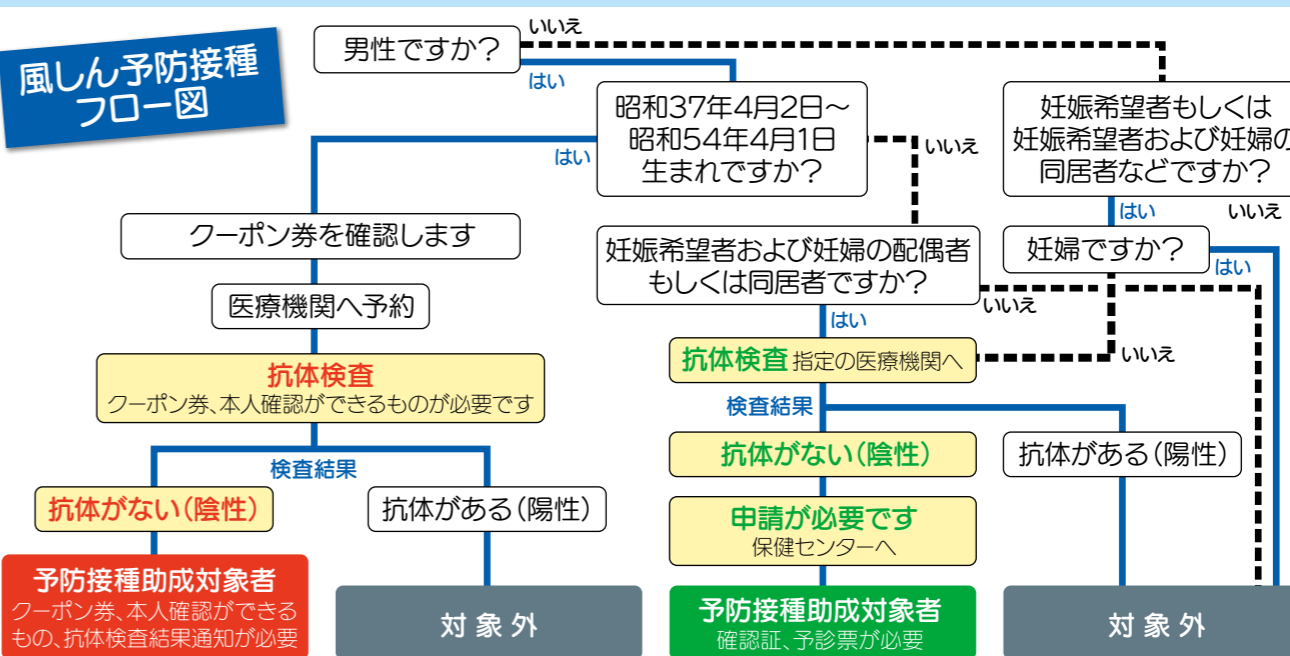 風しん予防接種
フロー図
男性ですか?
いいえ
はい
昭和37年4月2日～
昭和54年4月1日
生まれですか?
はい
いいえ
妊娠希望者もしくは
妊娠希望者および妊婦の
同居者などですか?
はい
いいえ
クーポン券を確認します
妊娠希望者および妊婦の配偶者
もしくは同居者ですか?
はい
いいえ
妊婦ですか?
はい
いいえ
医療機関へ予約
抗体検査
クーポン券、本人確認ができるものが必要です
抗体検査 指定の医療機関へ
検査結果
検査結果
抗体がない(陰性)
抗体がある(陽性)
抗体がない(陰性)
抗体がある(陽性)
申請が必要です
保健センターへ
予防接種助成対象者
クーポン券、本人確認ができる
もの、抗体検査結果通知が必要
対象外
予防接種助成対象者
確認証、予診票が必要
対象外